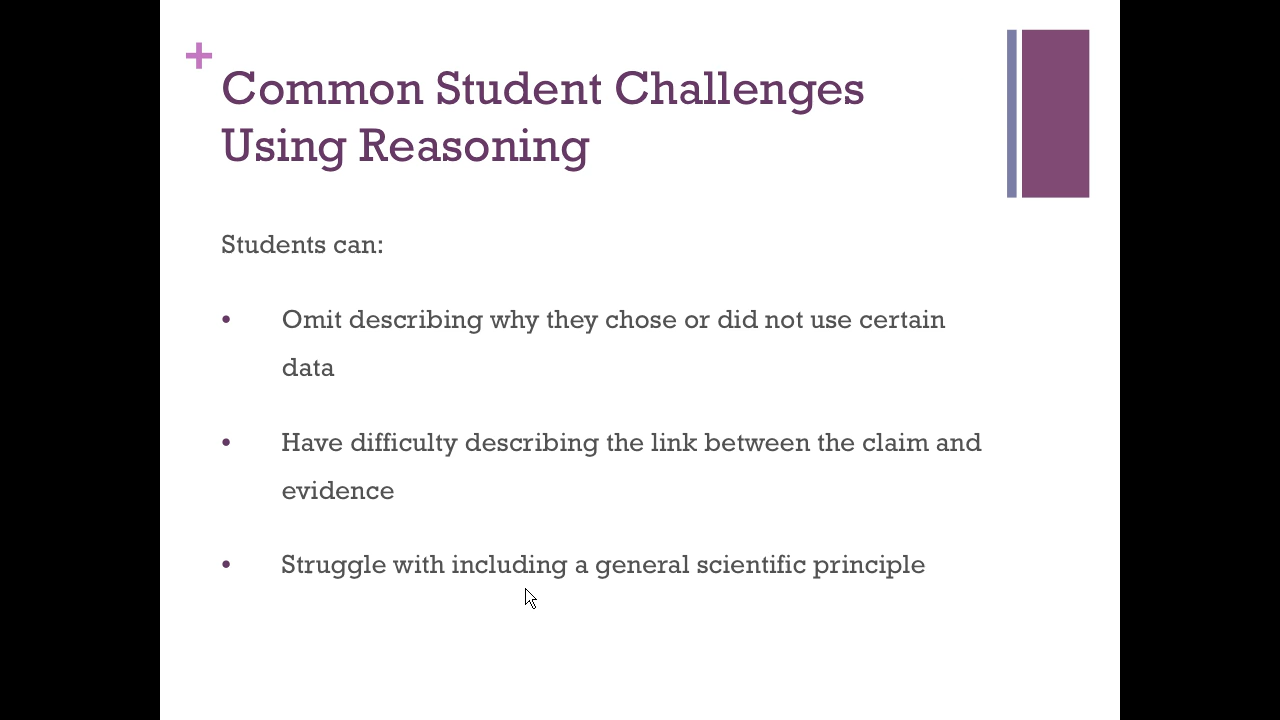 +
Common Student Challenges
Using Reasoning
Students can:
• Omit describing why they chose or did not use certain
data
• Have difficulty describing the link between the claim and
evidence
• Struggle with including a general scientific principle